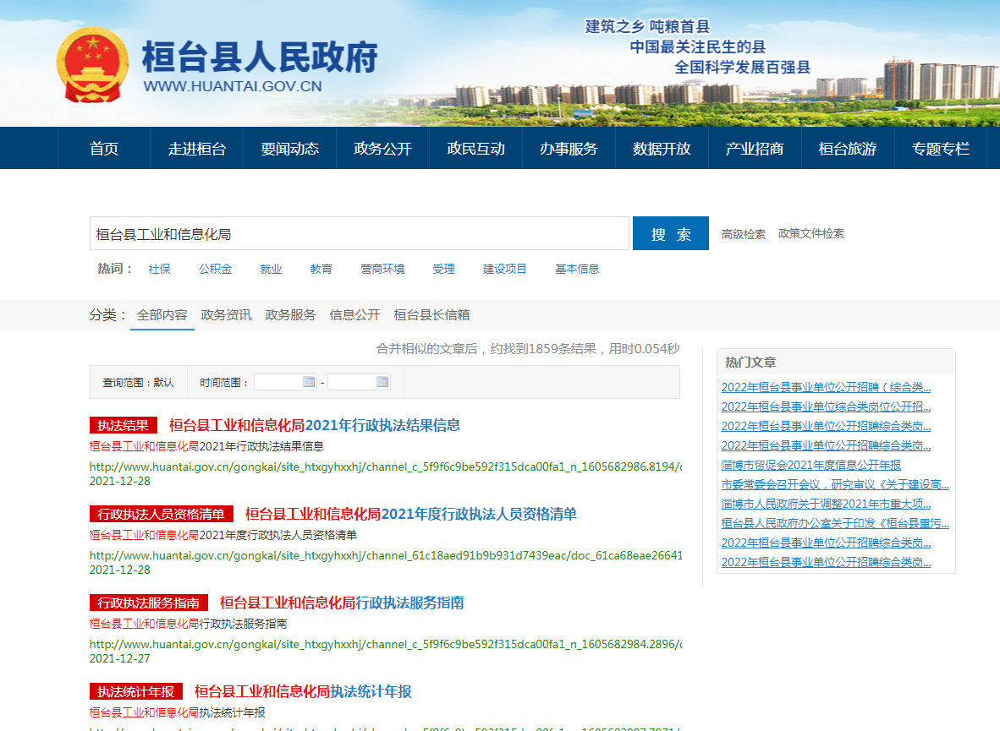 桓台县人民政府
WWW.HUANTAI.GOV.CN
建筑之乡 吨粮首县
中国最关注民生的县
全国科学发展百强县
首页 走进桓台 要闻动态 政务公开 政民互动 办事服务 数据开放 产业招商 桓台旅游 专题专栏
桓台县工业和信息化局 搜 索 高级检索 政策文件检索
热词： 社保 公积金 就业 教育 营商环境 受理 建设项目 基本信息
分类： 全部内容 政务资讯 政务服务 信息公开 桓台县长信箱
合并相似的文章后，约找到1859条结果，用时0.054秒
查询范围：默认 时间范围： -
执法结果 桓台县工业和信息化局2021年行政执法结果信息
桓台县工业和信息化局2021年行政执法结果信息
http://www.huantai.gov.cn/gongkai/site_htxgyhxxhj/channel_c_5f9f6c9be592f315dca00fa1_n_1605682986.8194/c
2021-12-28
行政执法人员资格清单 桓台县工业和信息化局2021年度行政执法人员资格清单
桓台县工业和信息化局2021年度行政执法人员资格清单
http://www.huantai.gov.cn/gongkai/site_htxgyhxxhj/channel_61c18aed91b9b931d7439eac/doc_61ca68eae26641
2021-12-28
行政执法服务指南 桓台县工业和信息化局行政执法服务指南
桓台县工业和信息化局行政执法服务指南
http://www.huantai.gov.cn/gongkai/site_htxgyhxxhj/channel_c_5f9f6c9be592f315dca00fa1_n_1605682984.2896/c
2021-12-27
执法统计年报 桓台县工业和信息化局执法统计年报
桓台县工业和信息化局执法统计年报
热门文章
2022年桓台县事业单位公开招聘（综合类...
2022年桓台县事业单位综合类岗位公开招...
2022年桓台县事业单位公开招聘综合类岗...
2022年桓台县事业单位公开招聘综合类岗...
淄博市贸促会2021年度信息公开年报
市委常委会召开会议，研究审议《关于建设高...
淄博市人民政府关于调整2021年市重大项...
桓台县人民政府办公室关于印发《桓台县重污...
2022年桓台县事业单位公开招聘综合类岗...
2022年桓台县事业单位公开招聘综合类岗...